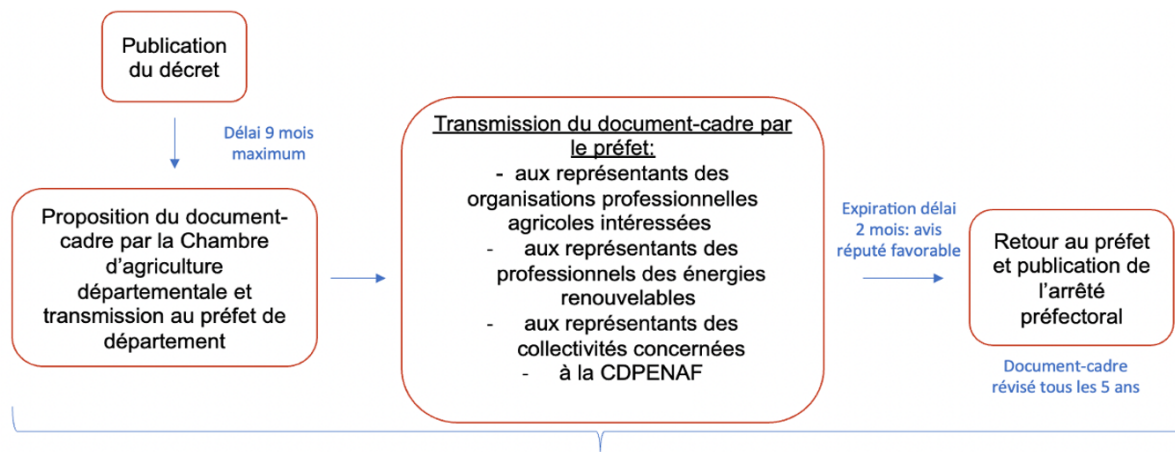 Publication
du décret
Délai 9 mois
maximum
Proposition du document-
cadre par la Chambre
d'agriculture
départementale et
transmission au préfet de
département
Transmission du document-cadre par
le préfet:
- aux représentants des
organisations professionnelles
agricoles intéressées
- aux représentants des
professionnels des énergies
renouvelables
- aux représentants des
collectivités concernées
- à la CDPENAF
Expiration délai
2 mois: avis
réputé favorable
Retour au préfet
et publication de
l'arrêté
préfectoral
Document-cadre
révisé tous les 5 ans